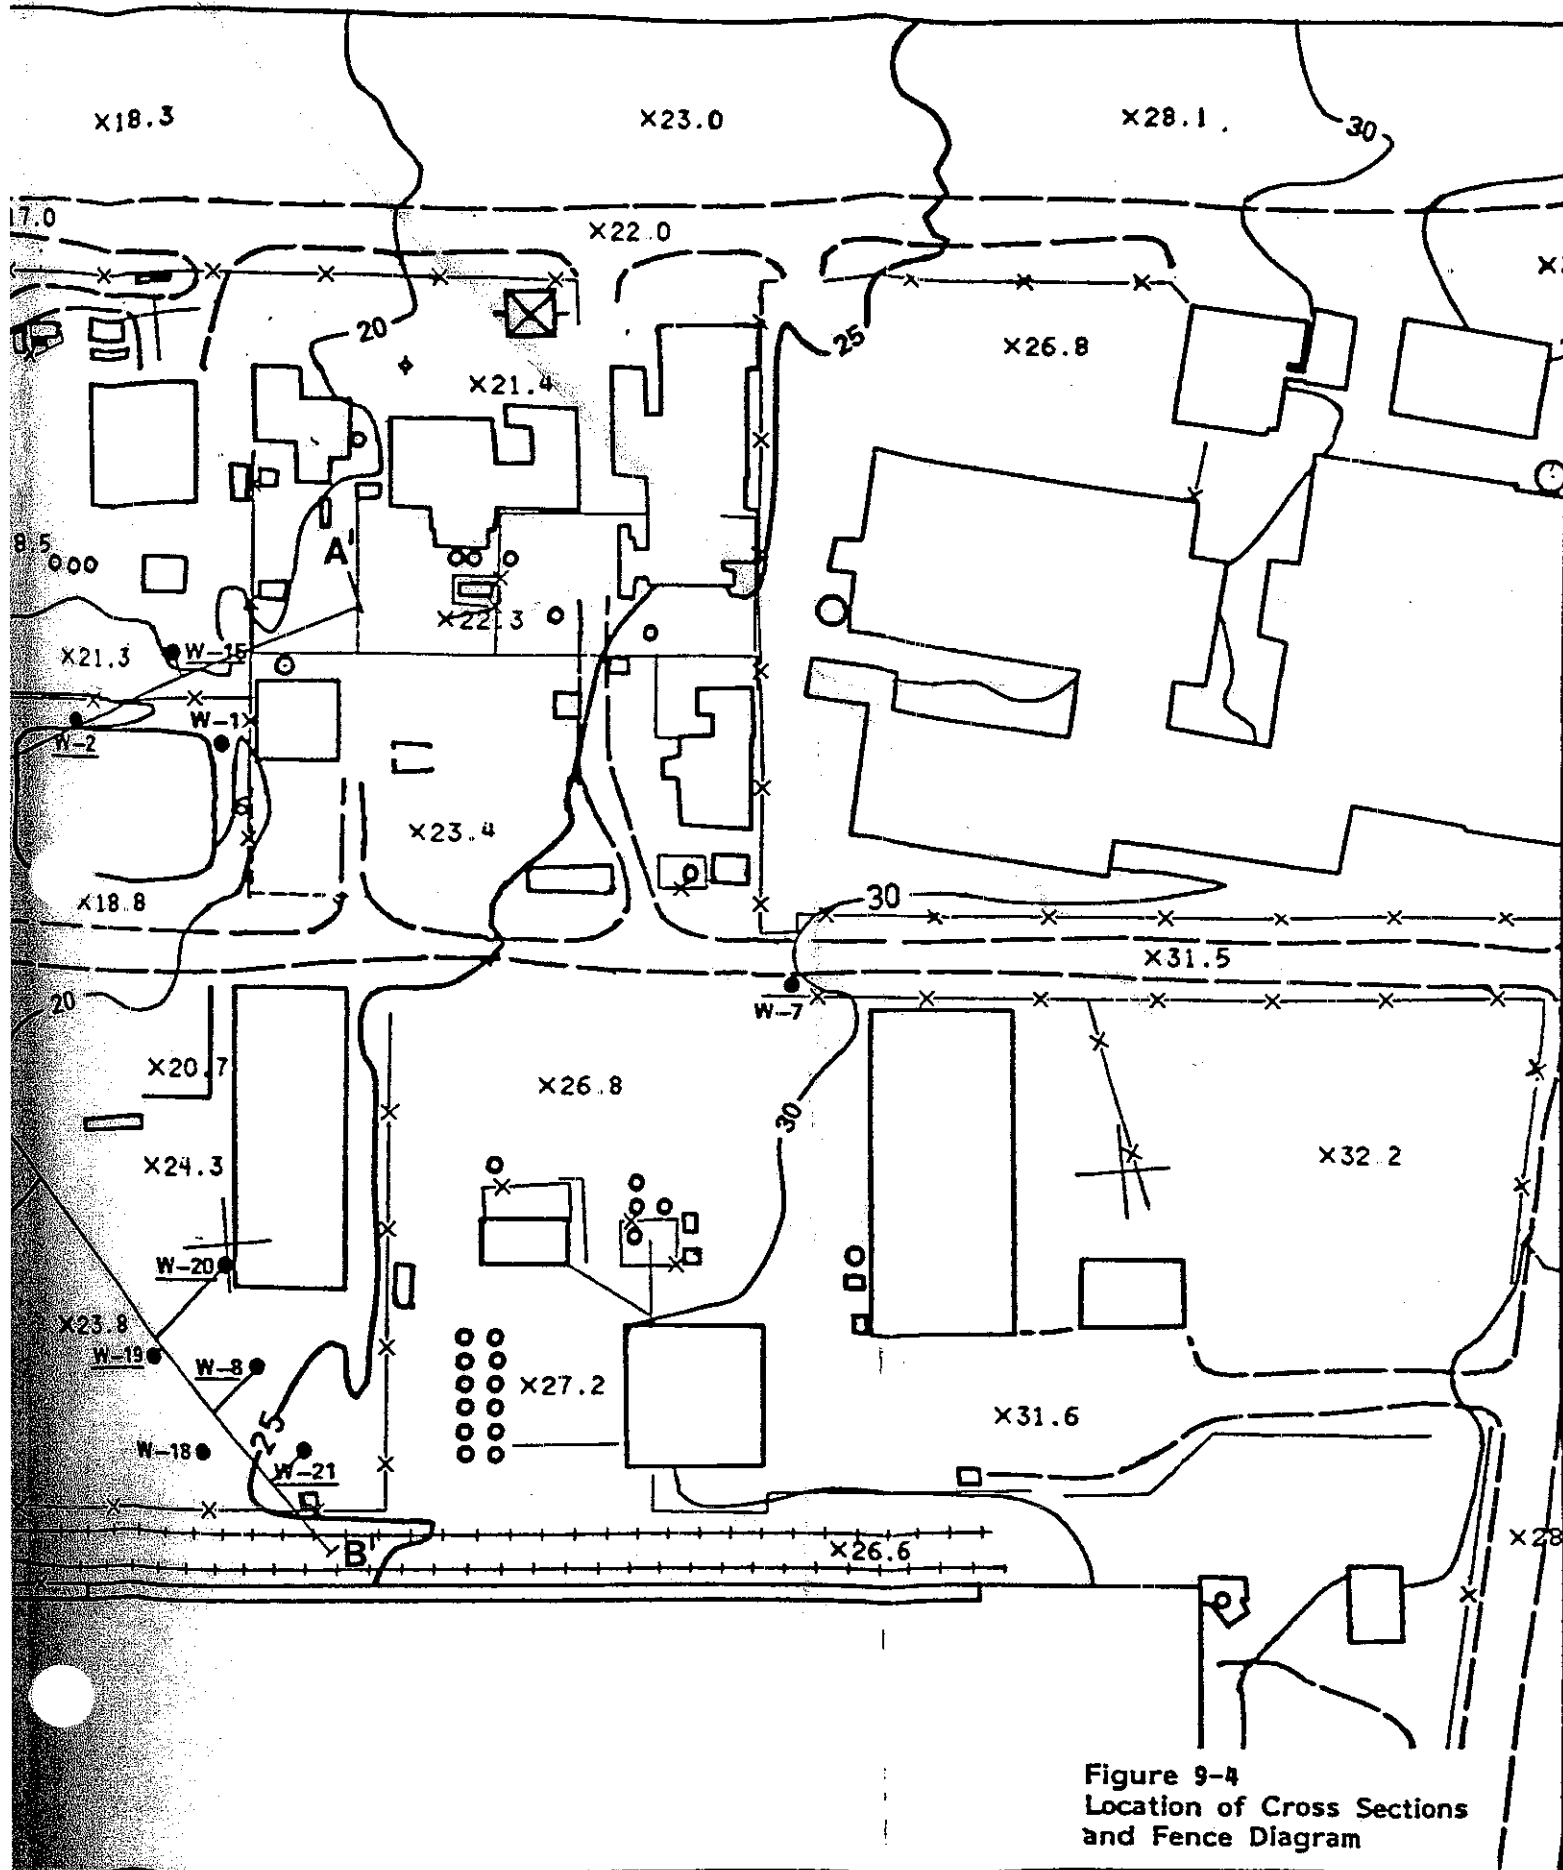 ×18.3
×23.0
×28.1
30
17.0
×22.0
20
25
×21.4
×26.8
A'
8.5
×22.3
×21.3
W-15
W-1
W-2
×23.4
×18.8
30
×31.5
20
W-7
×20.7
×26.8
30
×24.3
×32.2
W-20
×23.8
W-19
W-8
×27.2
25
×31.6
W-18
W-21
B'
×26.6
×28
Figure 9-4
Location of Cross Sections
and Fence Diagram